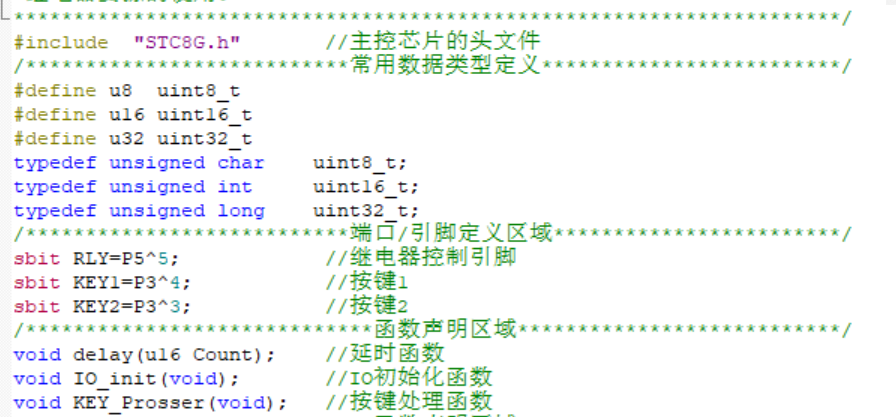 ****************************************************************************/
#include  "STC8G.h"       //主控芯片的头文件
/***************************常用数据类型定义*************************/
#define u8  uint8_t
#define u16 uint16_t
#define u32 uint32_t
typedef unsigned char    uint8_t;
typedef unsigned int     uint16_t;
typedef unsigned long    uint32_t;
/***************************端口/引脚定义区域************************/
sbit RLY=P5^5;            //继电器控制引脚
sbit KEY1=P3^4;           //按键1
sbit KEY2=P3^3;           //按键2
/*****************************函数声明区域***************************/
void delay(u16 Count);    //延时函数
void IO_init(void);       //IO初始化函数
void KEY_Prosser(void);   //按键处理函数